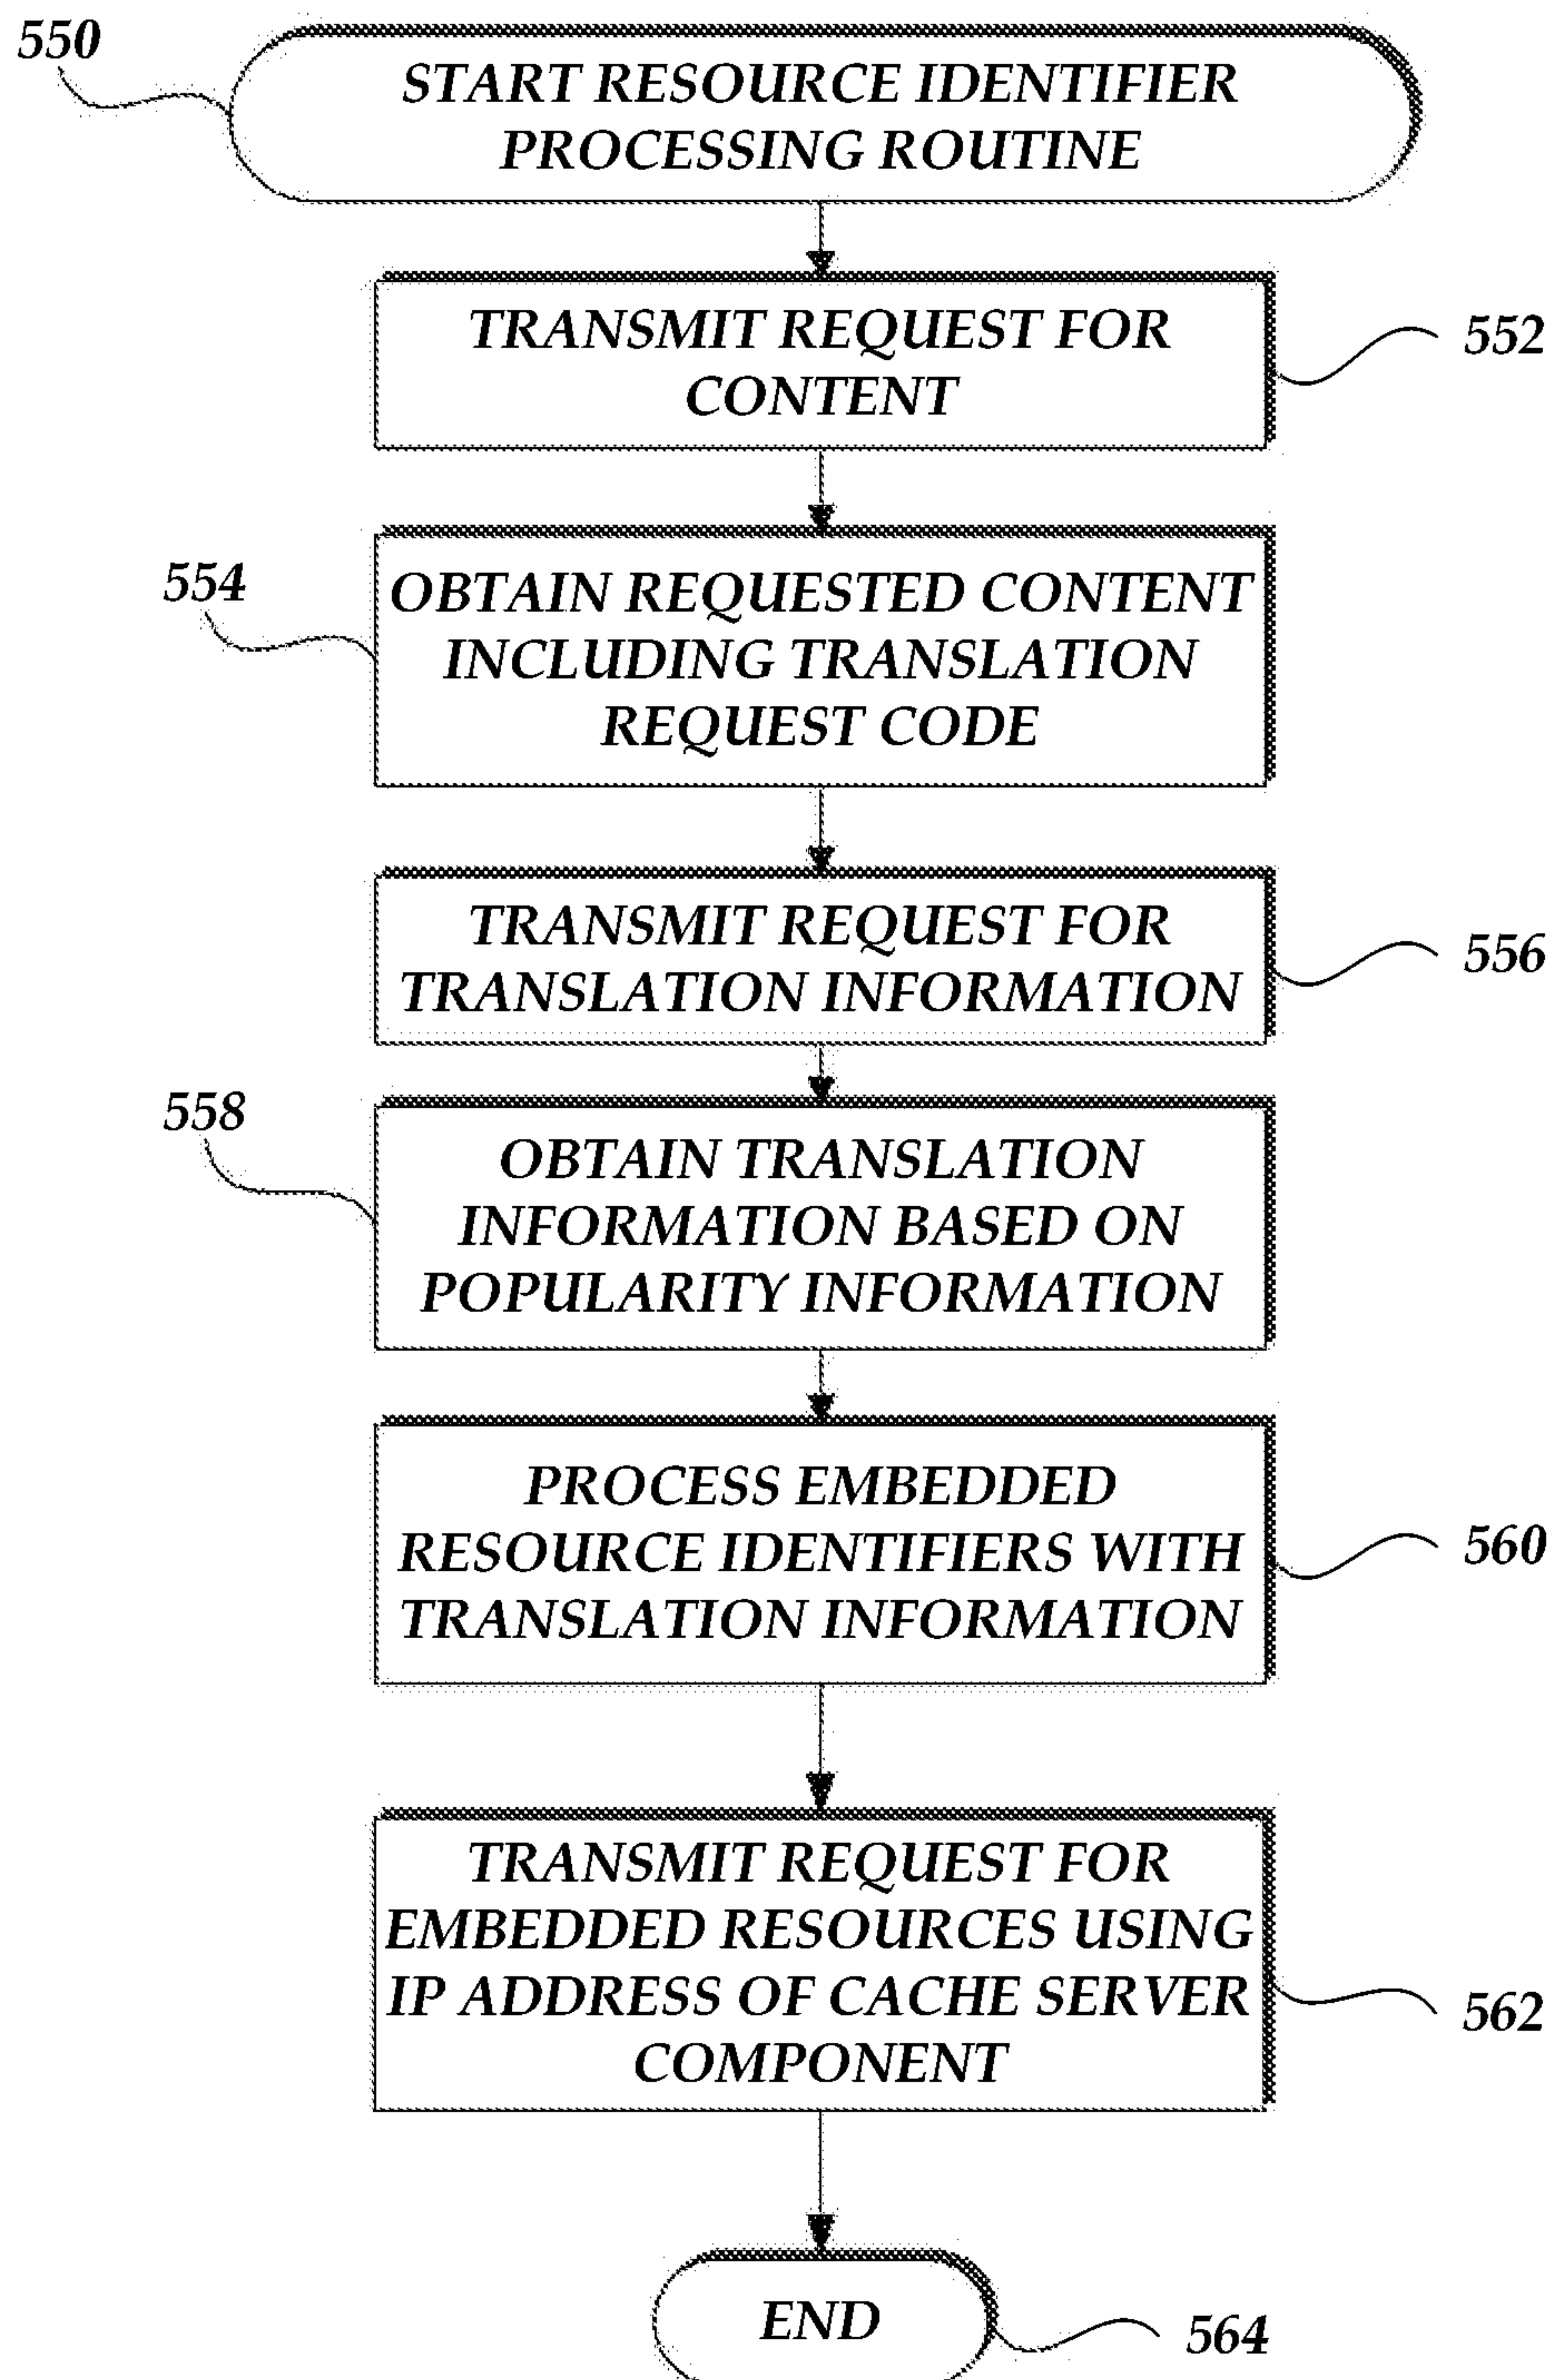 550
START RESOURCE IDENTIFIER
PROCESSING ROUTINE
TRANSMIT REQUEST FOR
CONTENT
552
554
OBTAIN REQUESTED CONTENT
INCLUDING TRANSLATION
REQUEST CODE
TRANSMIT REQUEST FOR
TRANSLATION INFORMATION
556
558
OBTAIN TRANSLATION
INFORMATION BASED ON
POPULARITY INFORMATION
PROCESS EMBEDDED
RESOURCE IDENTIFIERS WITH
TRANSLATION INFORMATION
560
TRANSMIT REQUEST FOR
EMBEDDED RESOURCES USING
IP ADDRESS OF CACHE SERVER
COMPONENT
562
END
564